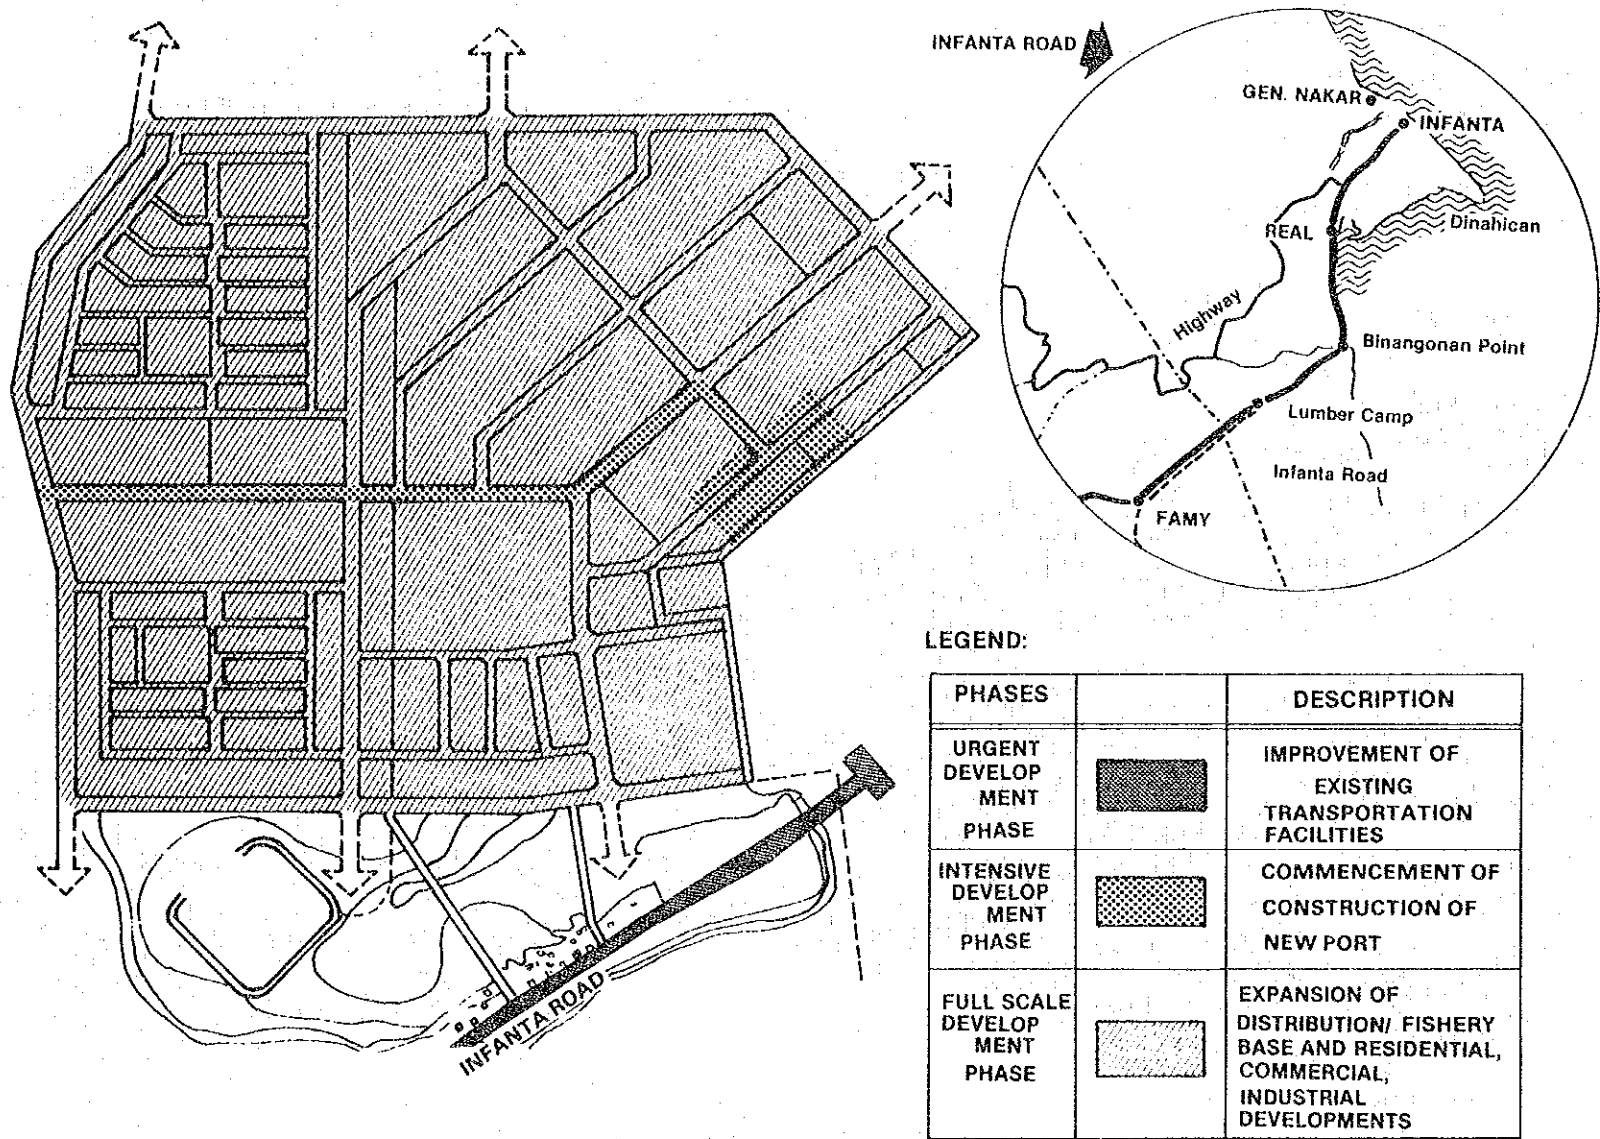 INFANTA ROAD
GEN. NAKAR
INFANTA
REAL
Dinahican
Highway
Binangonan Point
Lumber Camp
Infanta Road
FAMY
LEGEND:
PHASES
DESCRIPTION
URGENT
DEVELOP
MENT
PHASE
IMPROVEMENT OF
EXISTING
TRANSPORTATION
FACILITIES
INTENSIVE
DEVELOP
MENT
PHASE
COMMENCEMENT OF
CONSTRUCTION OF
NEW PORT
FULL SCALE
DEVELOP
MENT
PHASE
EXPANSION OF
DISTRIBUTION/ FISHERY
BASE AND RESIDENTIAL,
COMMERCIAL,
INDUSTRIAL
DEVELOPMENTS
INFANTA ROAD